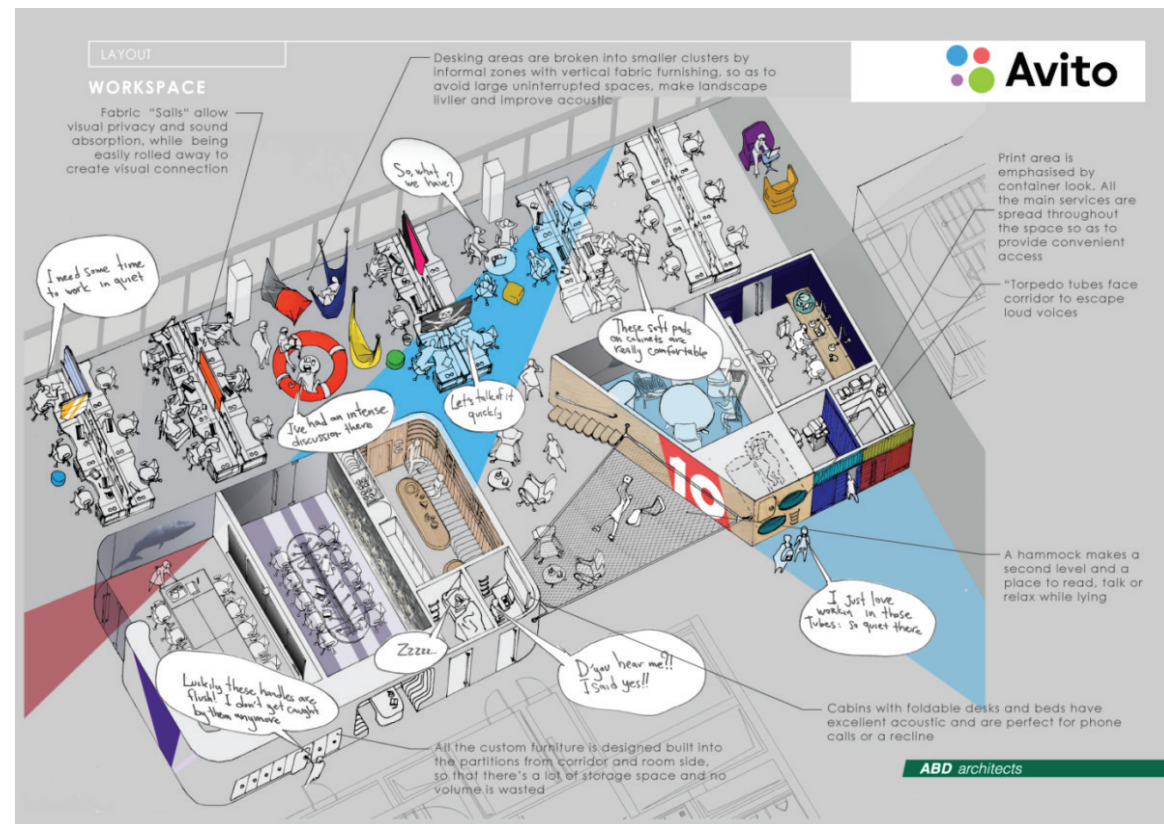 LAYOUT
WORKSPACE
Fabric "Sails" allow
visual privacy and sound
absorption, while being
easily rolled away to
create visual connection
Desking areas are broken into smaller clusters by
informal zones with vertical fabric furnishing, so as to
avoid large uninterrupted spaces, make landscape
livlier and improve acoustic
Avito
Print area is
emphasised by
container look. All
the main services are
spread throughout
the space so as to
provide convenient
access
"Torpedo tubes face
corridor to escape
loud voices
So, what
we have?
I need some time
to work in quiet
These soft pads
on cabinets are
really comfortable
Let's talk of it
quickly
I've had an intense
discussion there
10
A hammock makes a
second level and a
place to read, talk or
relax while lying
I just love
workin in those
Tubes: so quiet there
Zzzzz...
D'you hear me?!!
I said yes!!
Luckily these handles are
flush! I don't get caught
by them anymore
Cabins with foldable desks and beds have
excellent acoustic and are perfect for phone
calls or a recline
All the custom furniture is designed built into
the partitions from corridor and room side,
so that there's a lot of storage space and no
volume is wasted
ABD architects